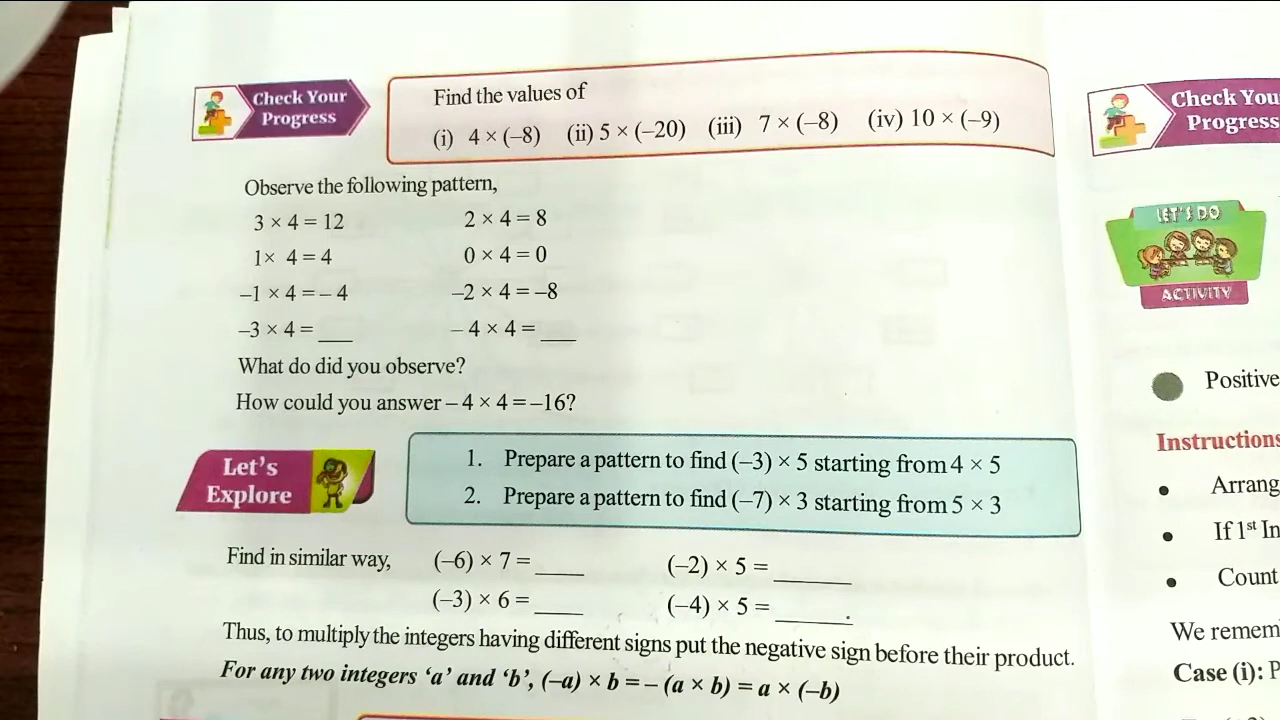 Check Your
Progress
Find the values of
(i) 4 × (–8) (ii) 5 × (–20) (iii) 7 × (–8) (iv) 10 × (–9)
Observe the following pattern,
3 × 4 = 12 2 × 4 = 8
1× 4 = 4 0 × 4 = 0
–1 × 4 = – 4 –2 × 4 = –8
–3 × 4 = ___ – 4 × 4 = ___
What do did you observe?
How could you answer – 4 × 4 = –16?
Let's
Explore
1. Prepare a pattern to find (–3) × 5 starting from 4 × 5
2. Prepare a pattern to find (–7) × 3 starting from 5 × 3
Find in similar way, (–6) × 7 = ____ (–2) × 5 = ______
(–3) × 6 = ____ (–4) × 5 = ______.
Thus, to multiply the integers having different signs put the negative sign before their product.
For any two integers ‘a’ and ‘b’, (–a) × b = – (a × b) = a × (–b)
Check You
Progress
LET'S DO
ACTIVITY
Positive
Instructions
• Arrang
• If 1st In
• Count
We remem
Case (i): P